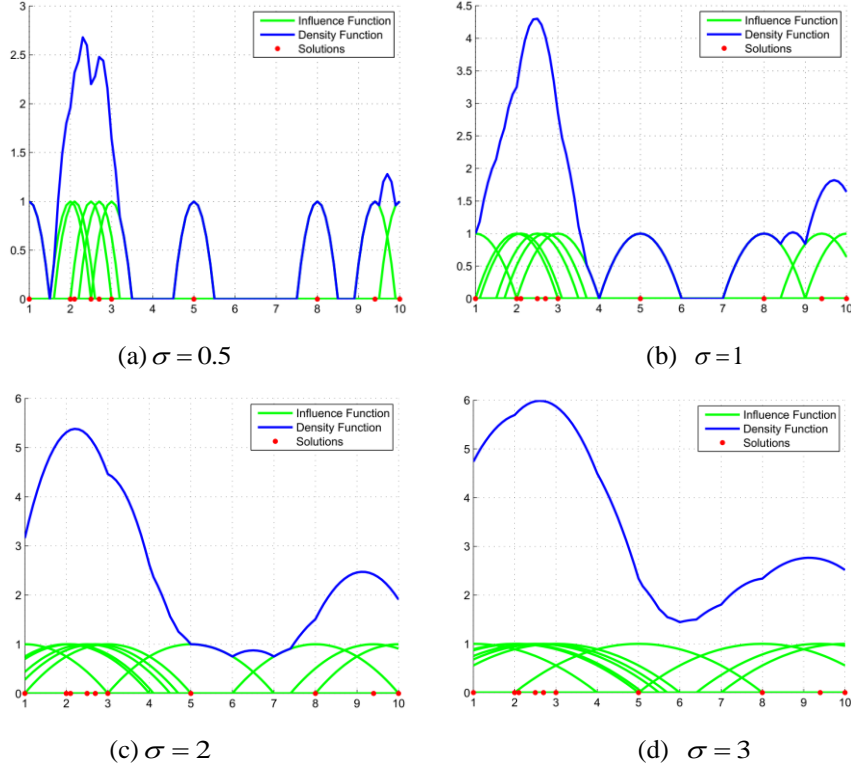 3
2.5
2
1.5
1
0.5
0
1 2 3 4 5 6 7 8 9 10
Influence Function
Density Function
Solutions
(a) σ = 0.5
4.5
4
3.5
3
2.5
2
1.5
1
0.5
0
1 2 3 4 5 6 7 8 9 10
Influence Function
Density Function
Solutions
(b) σ = 1
6
5
4
3
2
1
0
1 2 3 4 5 6 7 8 9 10
Influence Function
Density Function
Solutions
(c) σ = 2
6
5
4
3
2
1
0
1 2 3 4 5 6 7 8 9 10
Influence Function
Density Function
Solutions
(d) σ = 3